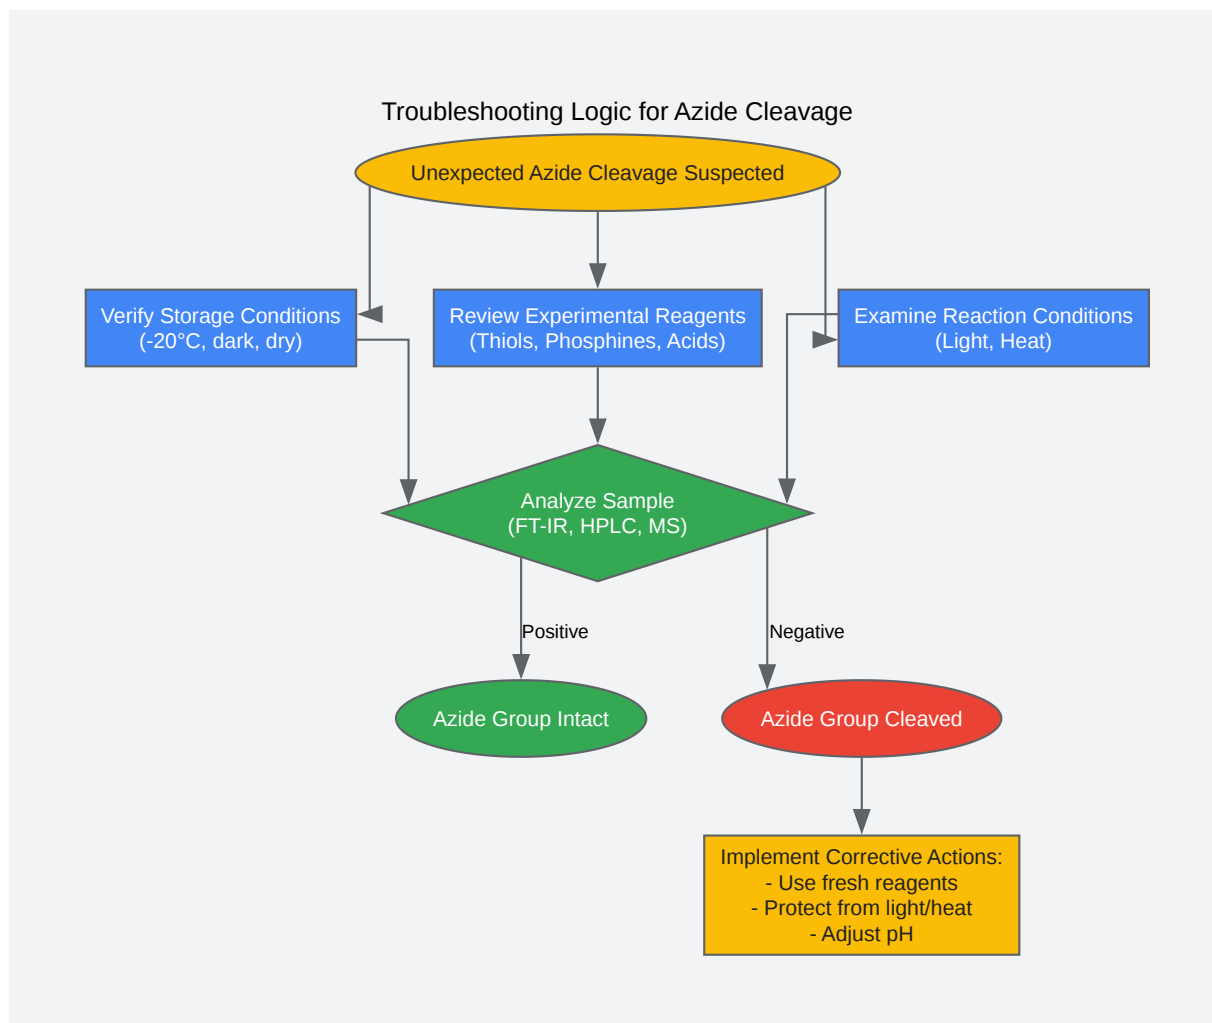 Troubleshooting Logic for Azide Cleavage
Unexpected Azide Cleavage Suspected
Verify Storage Conditions
(-20°C, dark, dry)
Review Experimental Reagents
(Thiols, Phosphines, Acids)
Examine Reaction Conditions
(Light, Heat)
Analyze Sample
(FT-IR, HPLC, MS)
Positive
Negative
Azide Group Intact
Azide Group Cleaved
Implement Corrective Actions:
- Use fresh reagents
- Protect from light/heat
- Adjust pH